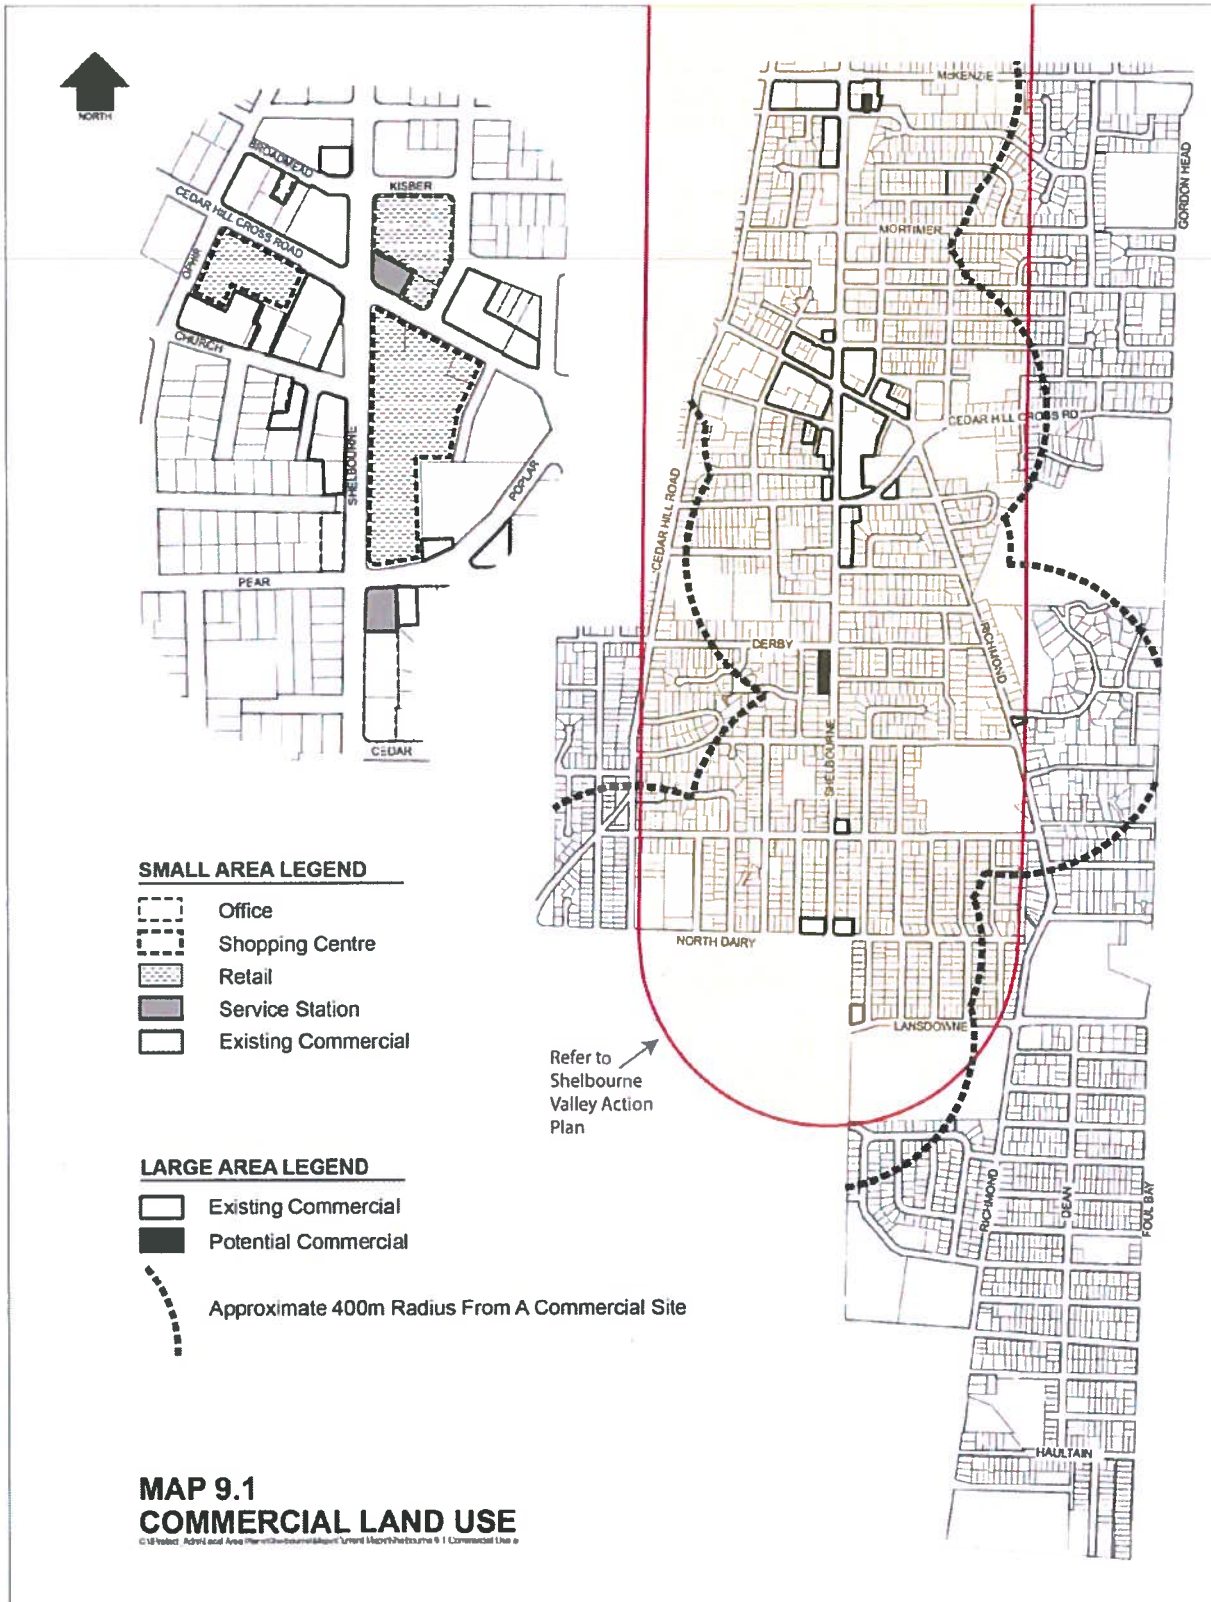 NORTH
BROADMEAD
KISBER
CEDAR HILL CROSS ROAD
OPHIR
CHURCH
SHELBOURNE
POPLAR
PEAR
CEDAR
McKENZIE
GORDON HEAD
MORTIMER
CEDAR HILL CROSS RD
CEDAR HILL ROAD
DERBY
RICHMOND
SHELBOURNE
NORTH DAIRY
LANSDOWNE
RICHMOND
DEAN
FOUL BAY
HAULTAIN
Refer to
Shelbourne
Valley Action
Plan
SMALL AREA LEGEND
Office
Shopping Centre
Retail
Service Station
Existing Commercial
LARGE AREA LEGEND
Existing Commercial
Potential Commercial
Approximate 400m Radius From A Commercial Site
MAP 9.1
COMMERCIAL LAND USE